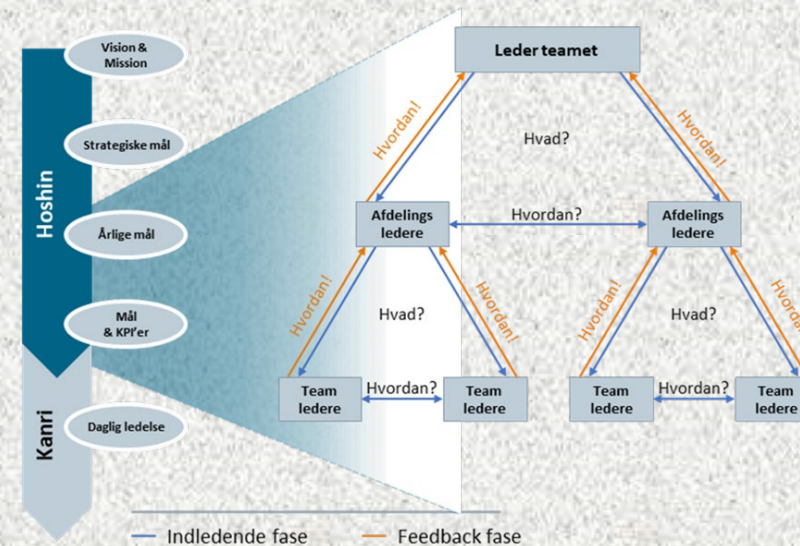 Vision &
Mission
Strategiske mål
Årlige mål
Mål
& KPI'er
Daglig ledelse
Hoshin
Kanri
Leder teamet
Hordan!
Hvad?
Hvordan!
Afdelings
ledere
Hvordan?
Afdelings
ledere
Hvordan!
Hvad?
Hvordan!
Hvordan!
Hvad?
Team
ledere
Hvordan?
Team
ledere
Team
ledere
Hvordan?
Team
ledere
Indledende fase
Feedback fase